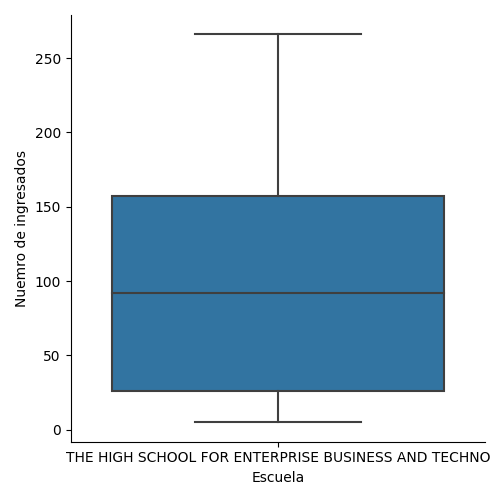 250
200
150
100
50
0
Nuemro de ingresados
THE HIGH SCHOOL FOR ENTERPRISE BUSINESS AND TECHNO
Escuela